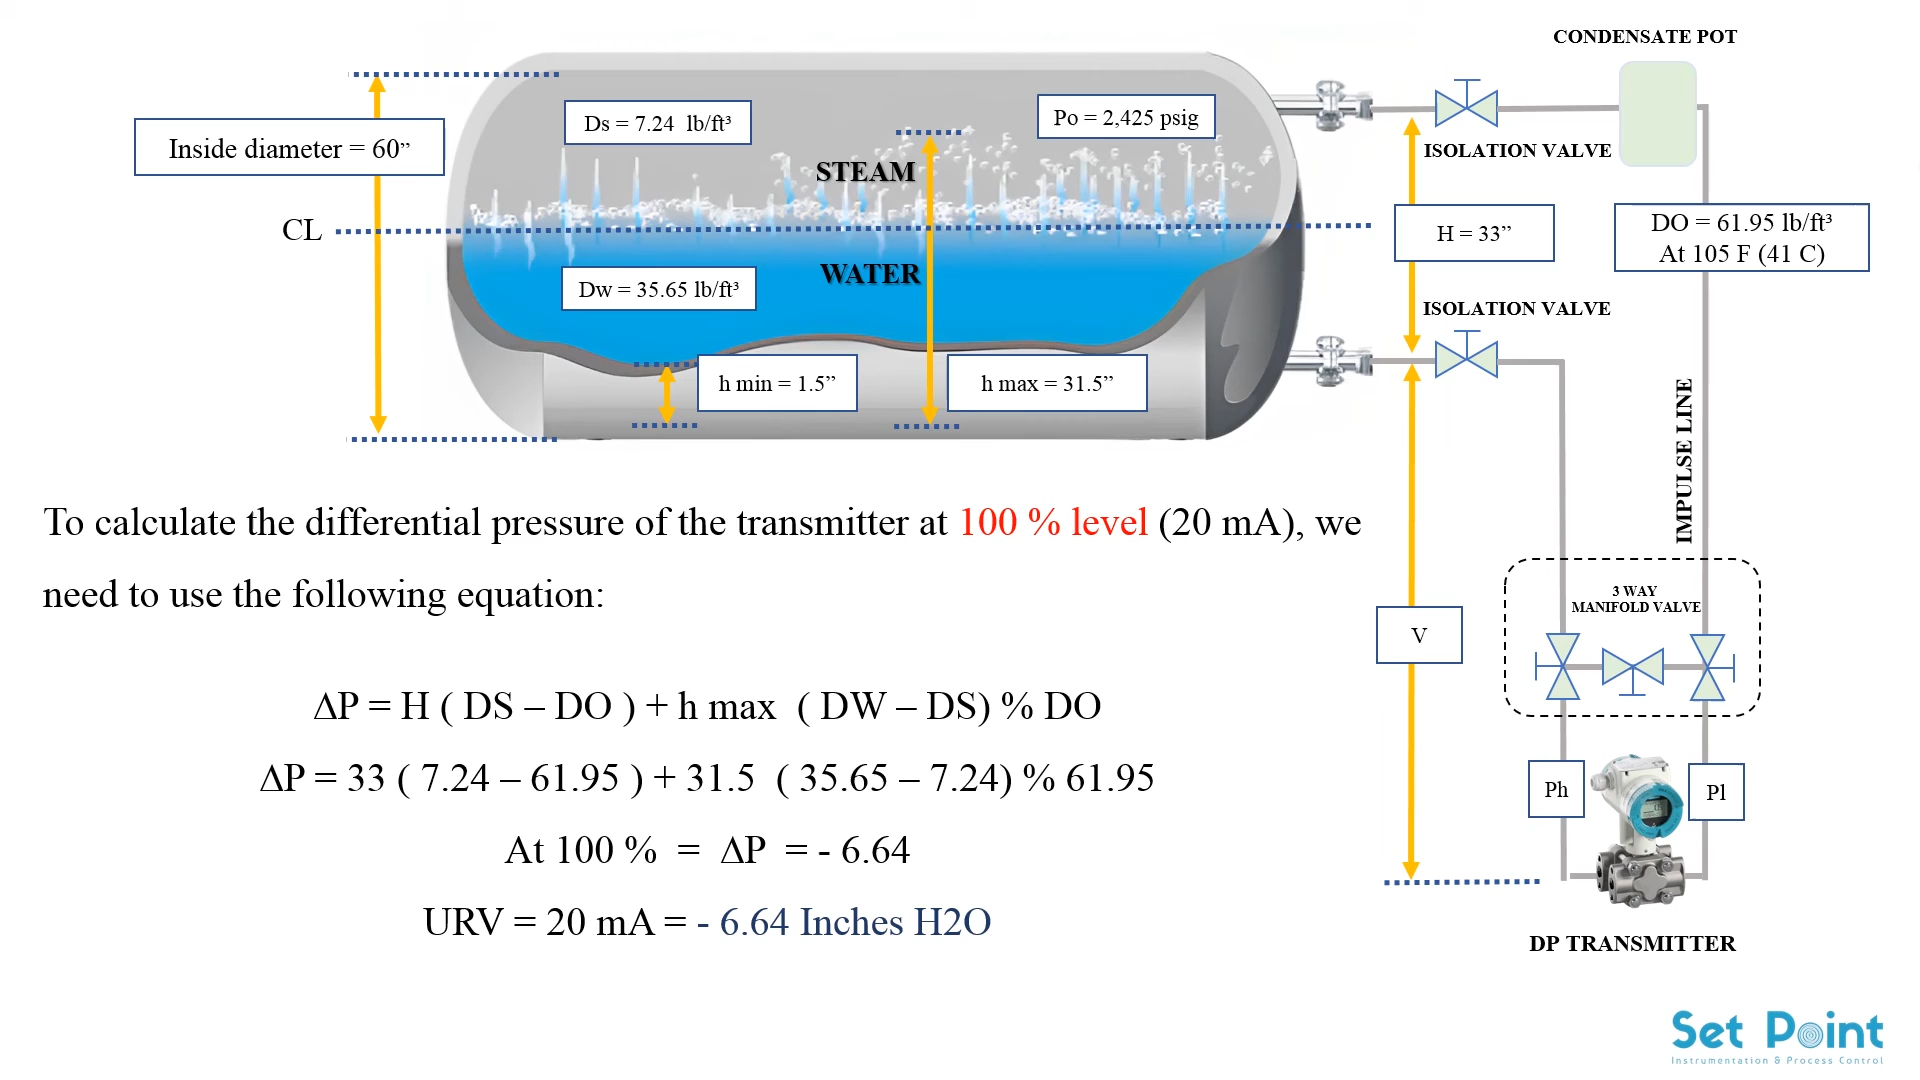 CONDENSATE POT
Ds = 7.24 lb/ft³
Po = 2,425 psig
Inside diameter = 60”
STEAM
ISOLATION VALVE
CL
H = 33”
DO = 61.95 lb/ft³
At 105 F (41 C)
WATER
Dw = 35.65 lb/ft³
ISOLATION VALVE
h min = 1.5”
h max = 31.5”
IMPULSE LINE
To calculate the differential pressure of the transmitter at 100 % level (20 mA), we
need to use the following equation:
3 WAY
MANIFOLD VALVE
V
ΔP = H ( DS – DO ) + h max ( DW – DS) % DO
ΔP = 33 ( 7.24 – 61.95 ) + 31.5 ( 35.65 – 7.24) % 61.95
Ph
Pl
At 100 % = ΔP = - 6.64
URV = 20 mA = - 6.64 Inches H2O
DP TRANSMITTER
Set Point
Instrumentation & Process Control